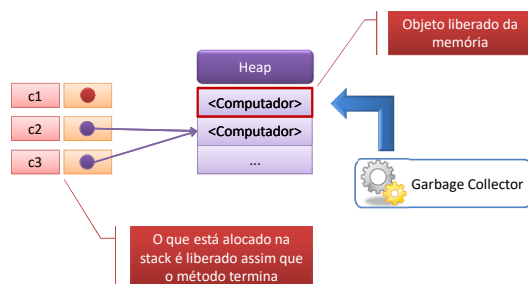 Objeto liberado da
memória
Heap
c1
<Computador>
c2
<Computador>
c3
...
Garbage Collector
O que está alocado na
stack é liberado assim que
o método termina